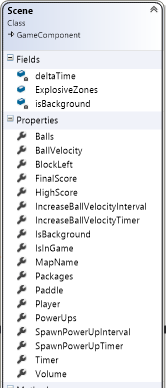 Scene
Class
GameComponent
Fields
deltaTime
ExplosiveZones
isBackground
Properties
Balls
BallVelocity
BlockLeft
FinalScore
HighScore
IncreaseBallVelocityInterval
IncreaseBallVelocityTimer
IsBackground
IsInGame
MapName
Packages
Paddle
Player
PowerUps
SpawnPowerUpInterval
SpawnPowerUpTimer
Timer
Volume